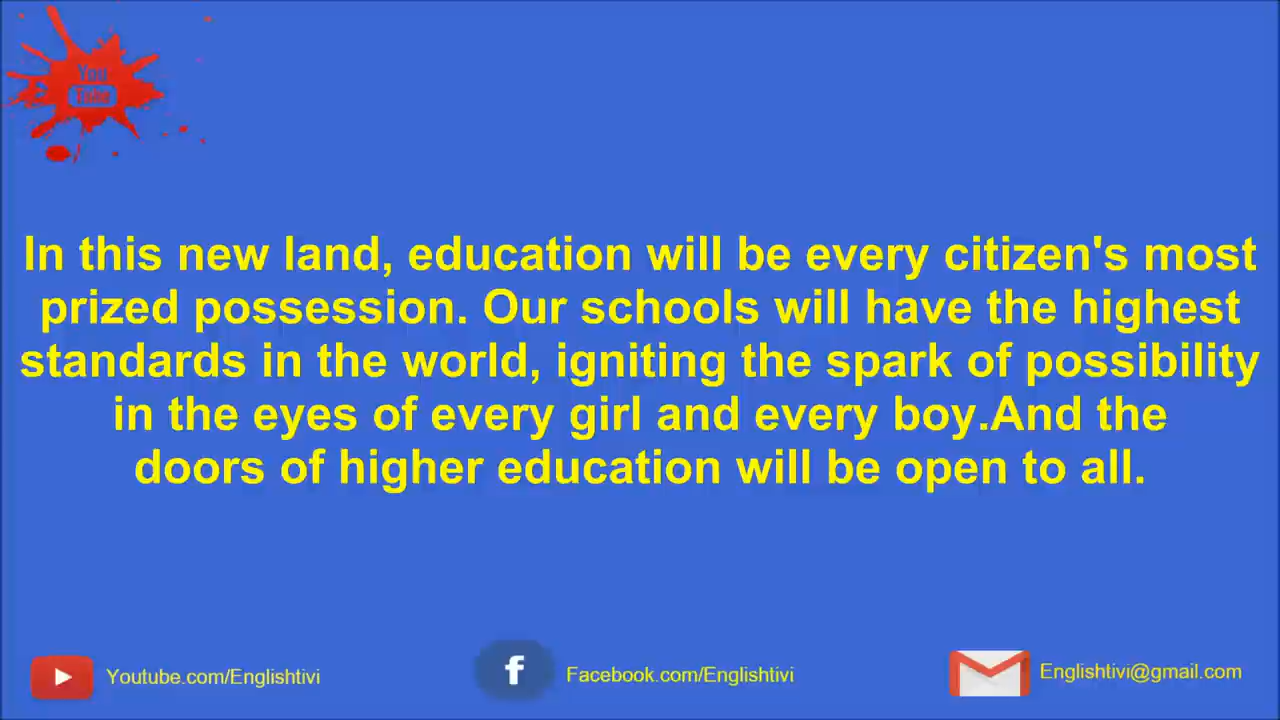 You
Tube
In this new land, education will be every citizen's most
prized possession. Our schools will have the highest
standards in the world, igniting the spark of possibility
in the eyes of every girl and every boy.And the
doors of higher education will be open to all.
Youtube.com/Englishtivi
f
Facebook.com/Englishtivi
Englishtivi@gmail.com